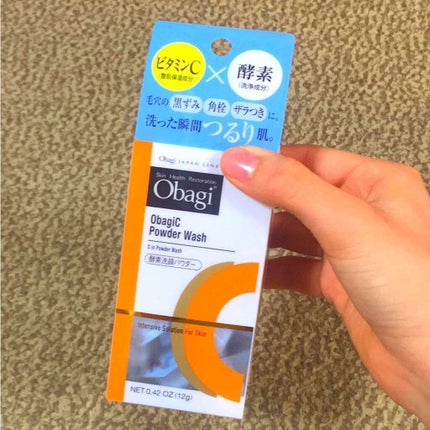 ビタミンC
(整肌保湿成分)
×
酵素
(洗浄成分)
毛穴の 黒ずみ 角栓 ザラつき に。
洗った瞬間つるり肌。
Obagi JAPAN LINE
Skin Health Restoration
Obagi®
ObagiC
Powder Wash
C in Powder Wash
酵素洗顔パウダー
Intensive Solution For Skin
NET 0.42 OZ (12g)